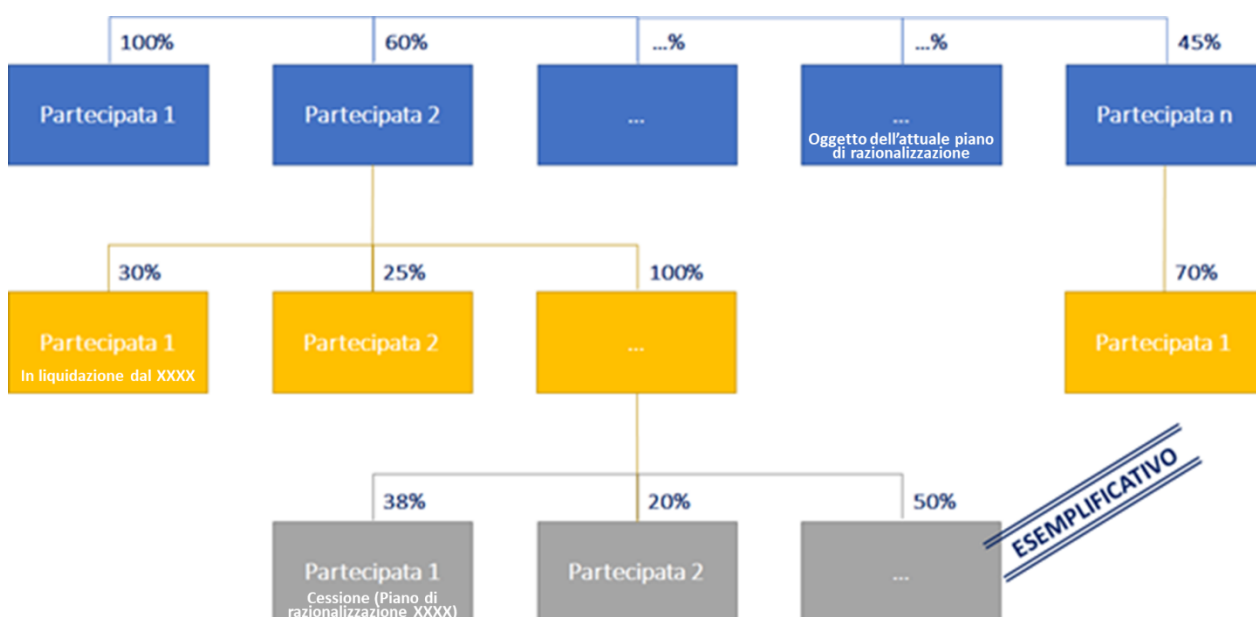 100%
60%
...%
...%
45%
Partecipata 1
Partecipata 2
...
...
Oggetto dell'attuale piano
di razionalizzazione
Partecipata n
30%
25%
100%
70%
Partecipata 1
In liquidazione dal XXXX
Partecipata 2
...
Partecipata 1
38%
20%
50%
ESEMPLIFICATIVO
Partecipata 1
Cessione (Piano di
razionalizzazione XXXX)
Partecipata 2
...